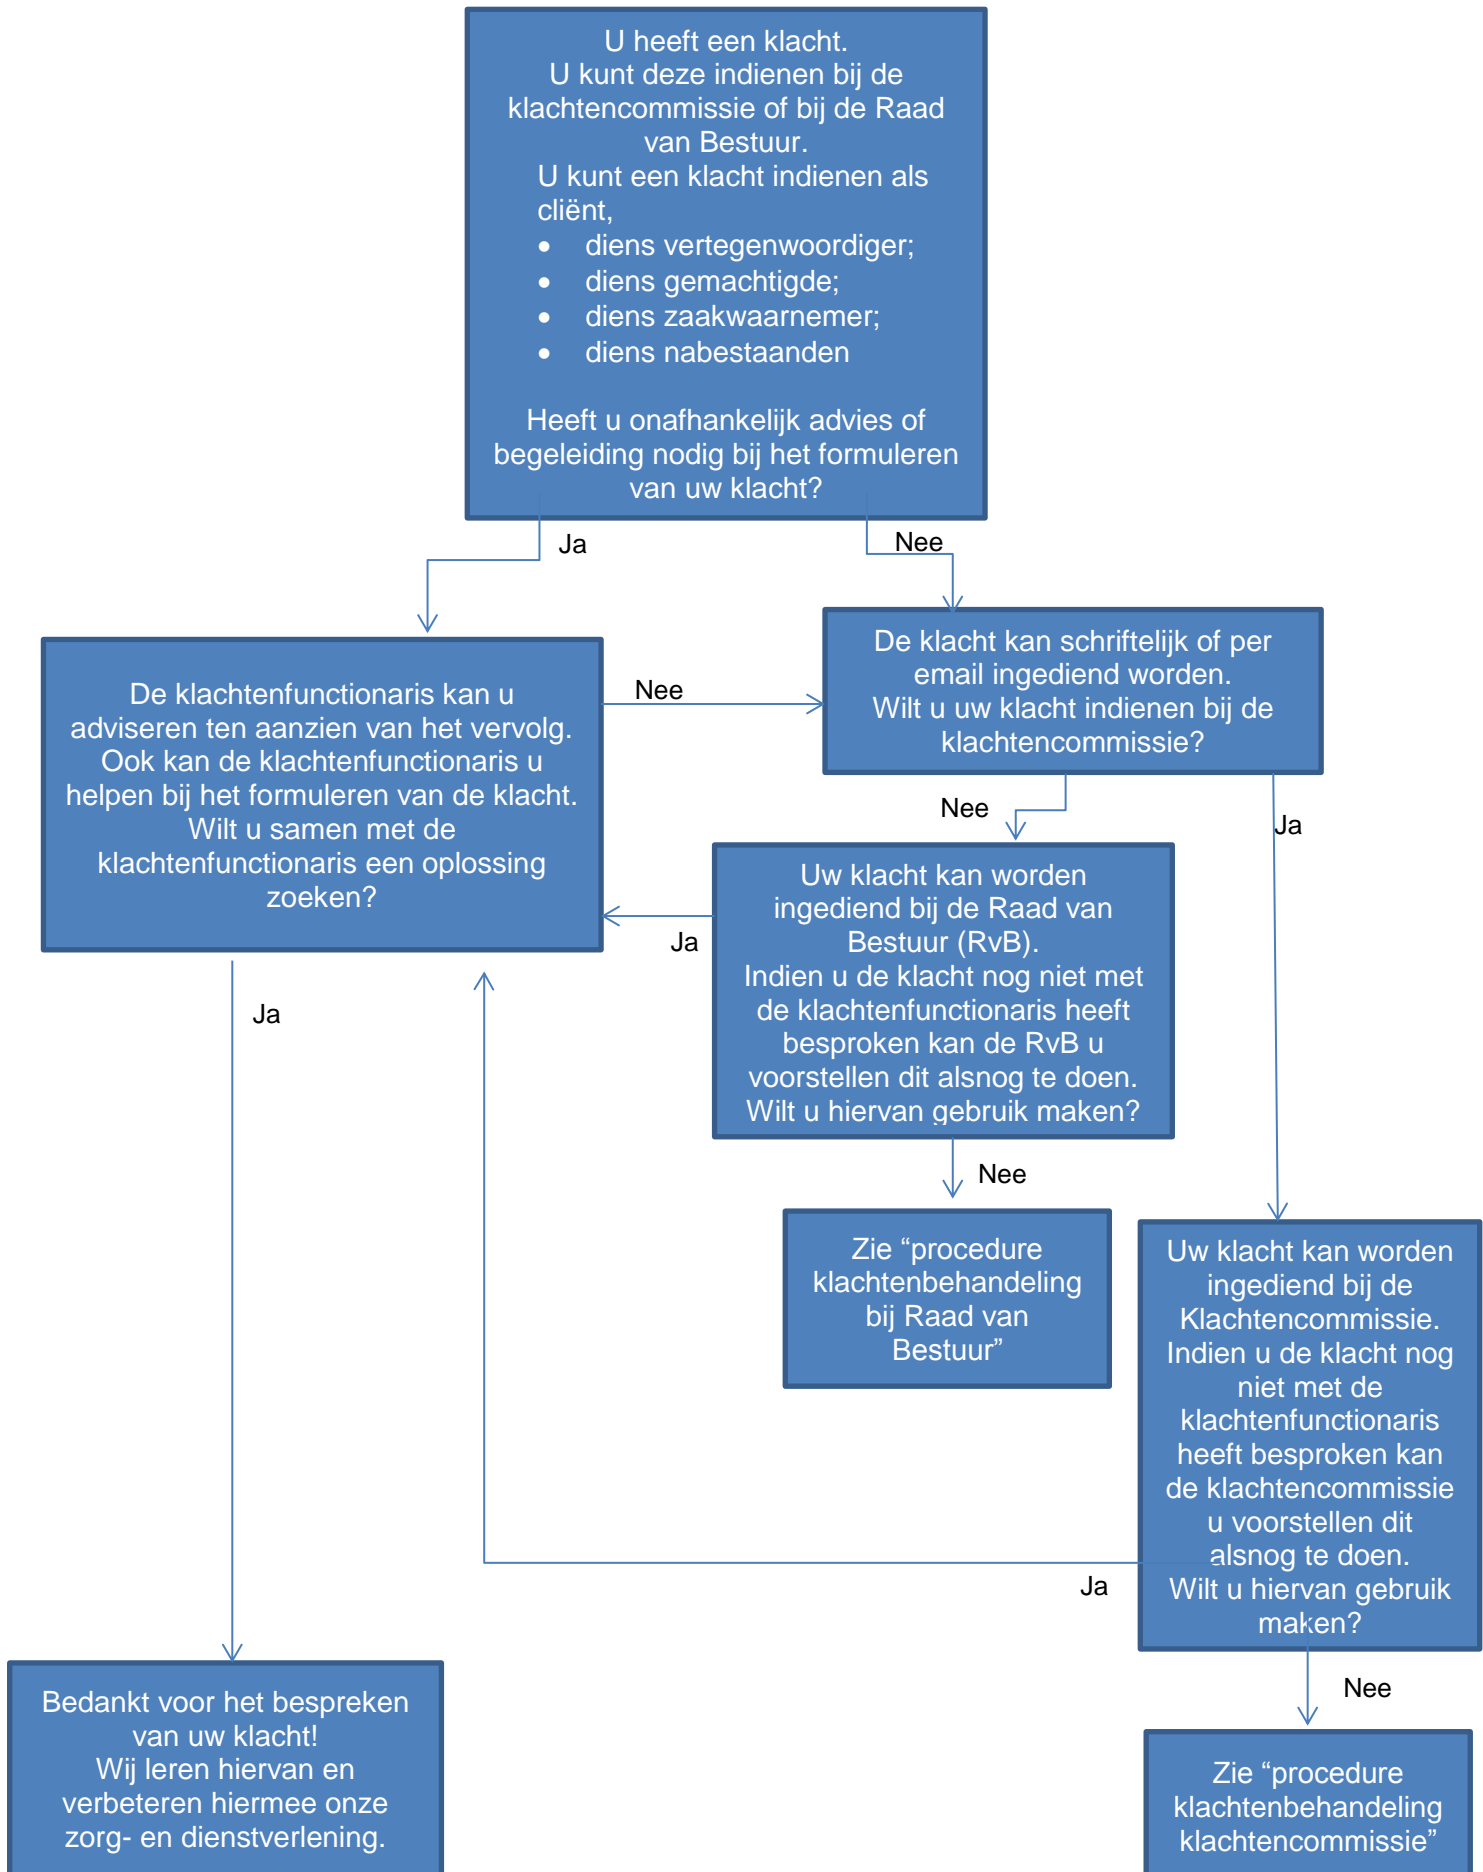 U heeft een klacht.
U kunt deze indienen bij de
klachtencommissie of bij de Raad
van Bestuur.
U kunt een klacht indienen als
cliënt,
• diens vertegenwoordiger;
• diens gemachtigde;
• diens zaakwaarnemer;
• diens nabestaanden
Heeft u onafhankelijk advies of
begeleiding nodig bij het formuleren
van uw klacht?
Ja
Nee
De klachtenfunctionaris kan u
adviseren ten aanzien van het vervolg.
Ook kan de klachtenfunctionaris u
helpen bij het formuleren van de klacht.
Wilt u samen met de
klachtenfunctionaris een oplossing
zoeken?
Nee
De klacht kan schriftelijk of per
email ingediend worden.
Wilt u uw klacht indienen bij de
klachtencommissie?
Nee
Ja
Uw klacht kan worden
ingediend bij de Raad van
Bestuur (RvB).
Indien u de klacht nog niet met
de klachtenfunctionaris heeft
besproken kan de RvB u
voorstellen dit alsnog te doen.
Wilt u hiervan gebruik maken?
Ja
Ja
Nee
Zie “procedure
klachtenbehandeling
bij Raad van
Bestuur”
Uw klacht kan worden
ingediend bij de
Klachtencommissie.
Indien u de klacht nog
niet met de
klachtenfunctionaris
heeft besproken kan
de klachtencommissie
u voorstellen dit
alsnog te doen.
Wilt u hiervan gebruik
maken?
Ja
Nee
Bedankt voor het bespreken
van uw klacht!
Wij leren hiervan en
verbeteren hiermee onze
zorg- en dienstverlening.
Zie “procedure
klachtenbehandeling
klachtencommissie”